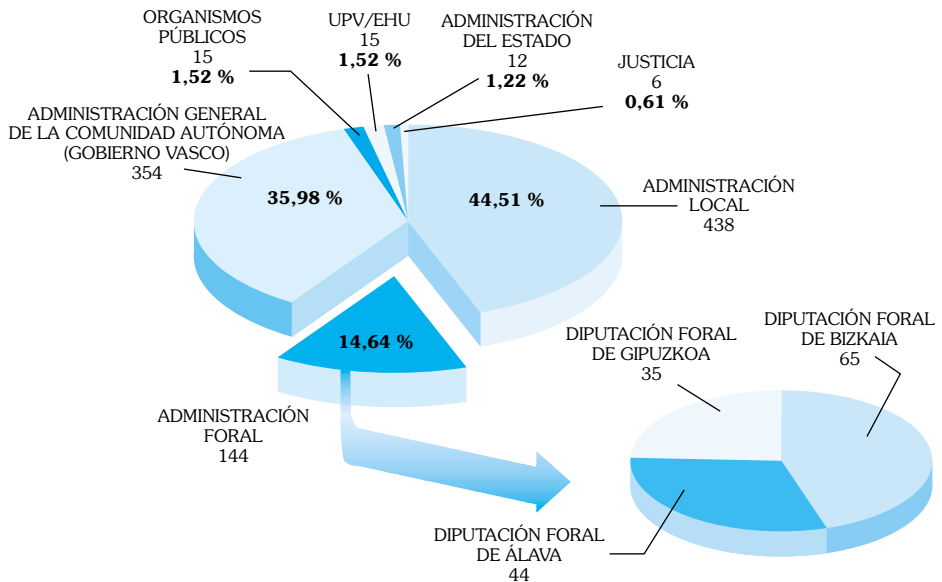 ORGANISMOS
PÚBLICOS
15
1,52 %
UPV/EHU
15
1,52 %
ADMINISTRACIÓN
DEL ESTADO
12
1,22 %
JUSTICIA
6
0,61 %
ADMINISTRACIÓN GENERAL
DE LA COMUNIDAD AUTÓNOMA
(GOBIERNO VASCO)
354
35,98 %
44,51 %
ADMINISTRACIÓN
LOCAL
438
14,64 %
ADMINISTRACIÓN
FORAL
144
DIPUTACIÓN FORAL
DE GIPUZKOA
35
DIPUTACIÓN FORAL
DE BIZKAIA
65
DIPUTACIÓN FORAL
DE ÁLAVA
44